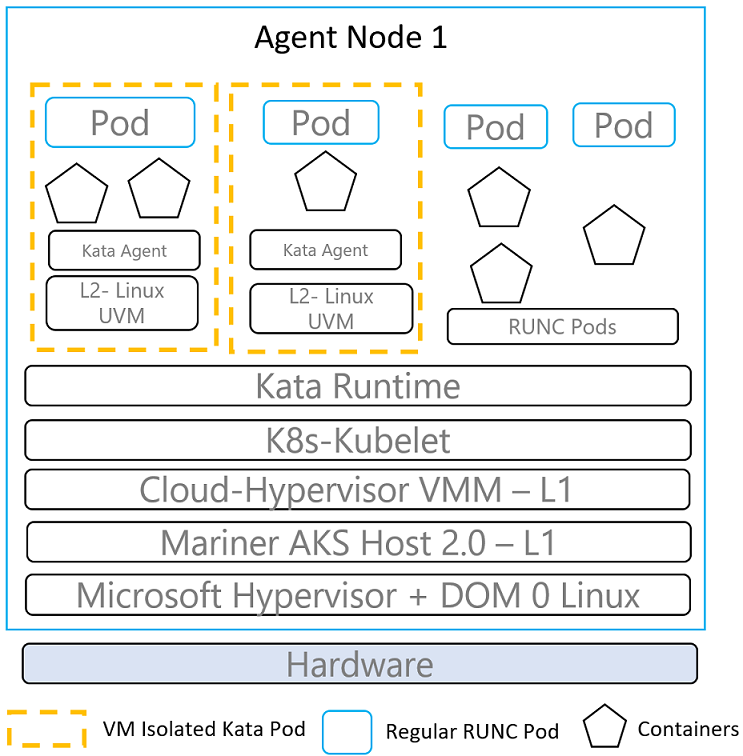 Agent Node 1
Pod
Pod
Pod
Pod
Kata Agent
Kata Agent
L2- Linux
UVM
L2- Linux
UVM
RUNC Pods
Kata Runtime
K8s-Kubelet
Cloud-Hypervisor VMM – L1
Mariner AKS Host 2.0 – L1
Microsoft Hypervisor + DOM 0 Linux
Hardware
VM Isolated Kata Pod
Regular RUNC Pod
Containers